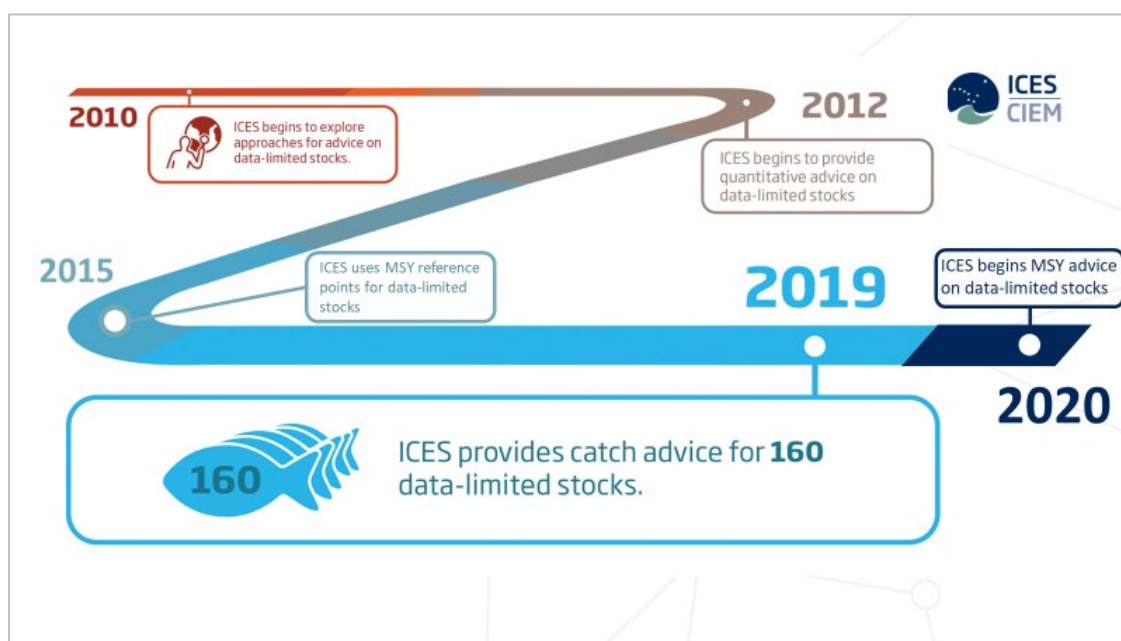 2010
ICES begins to explore
approaches for advice on
data-limited stocks.
2012
ICES
CIEM
ICES begins to provide
quantitative advice on
data-limited stocks
2015
ICES uses MSY reference
points for data-limited
stocks
2019
ICES begins MSY advice
on data-limited stocks
2020
160
ICES provides catch advice for 160
data-limited stocks.